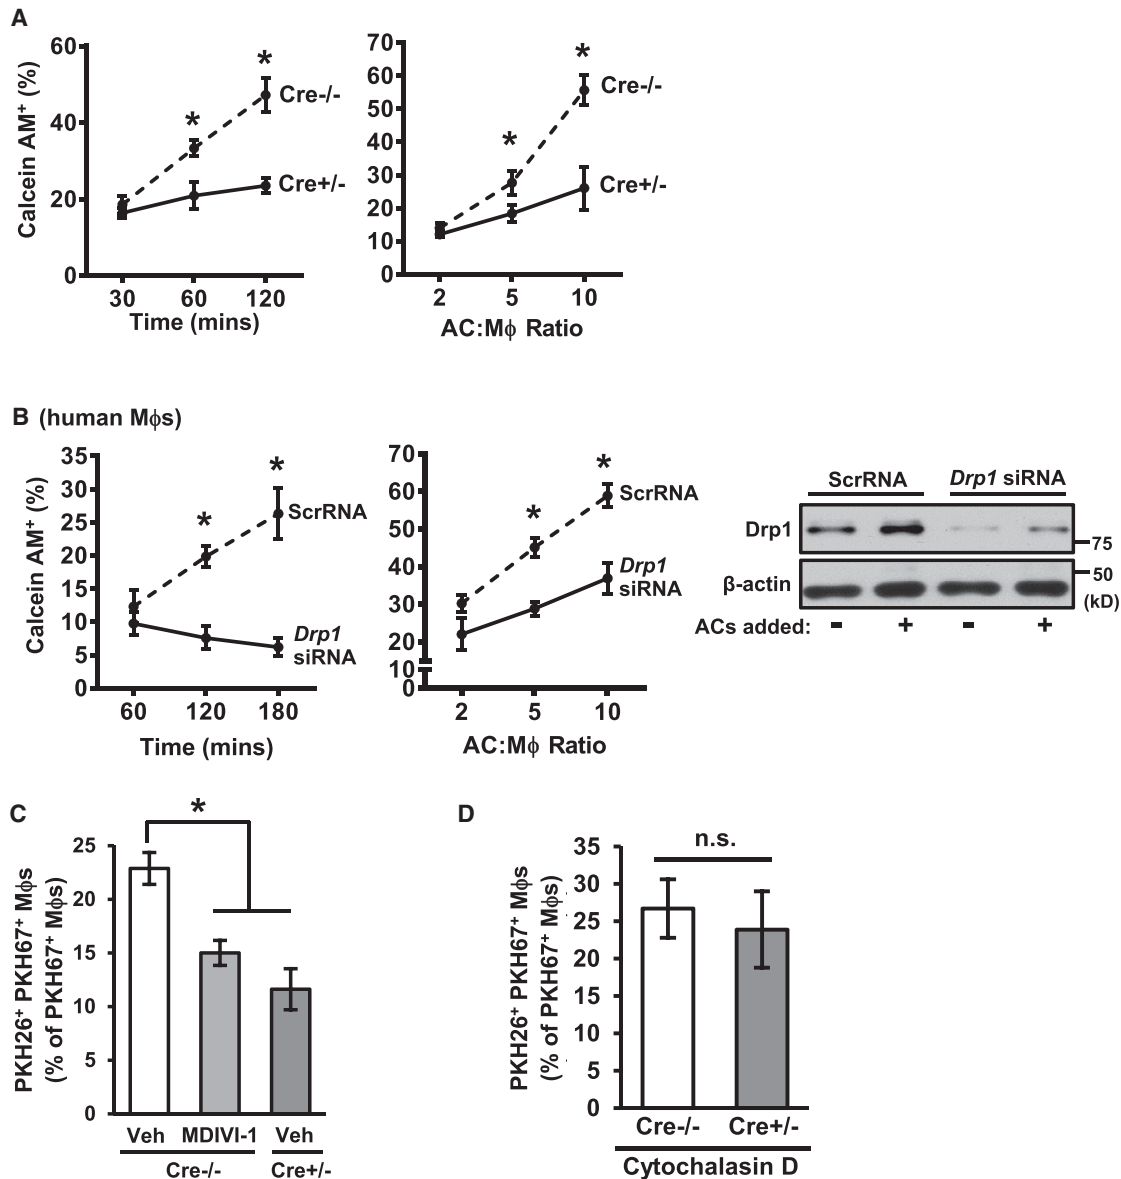 A
Calcein AM⁺ (%)
60
40
20
0
*
*
Cre-/-
Cre+/-
30 60 120
Time (mins)
Calcein AM⁺ (%)
70
60
50
40
30
20
10
0
*
*
Cre-/-
Cre+/-
2 5 10
AC:Mϕ Ratio
B (human Mϕs)
Calcein AM⁺ (%)
35
30
25
20
15
10
5
0
*
*
ScrRNA
Drp1
siRNA
60 120 180
Time (mins)
70
60
50
40
30
20
10
0
*
*
ScrRNA
Drp1
siRNA
2 5 10
AC:Mϕ Ratio
ScrRNA Drp1 siRNA
Drp1
75
β-actin
50
(kD)
ACs added: - + - +
C
PKH26⁺ PKH67⁺ Mϕs
(% of PKH67⁺ Mϕs)
25
20
15
10
5
0
*
Veh MDIVI-1 Veh
Cre-/- Cre+/-
D
PKH26⁺ PKH67⁺ Mϕs
(% of PKH67⁺ Mϕs)
35
30
25
20
15
10
5
0
n.s.
Cre-/- Cre+/-
Cytochalasin D